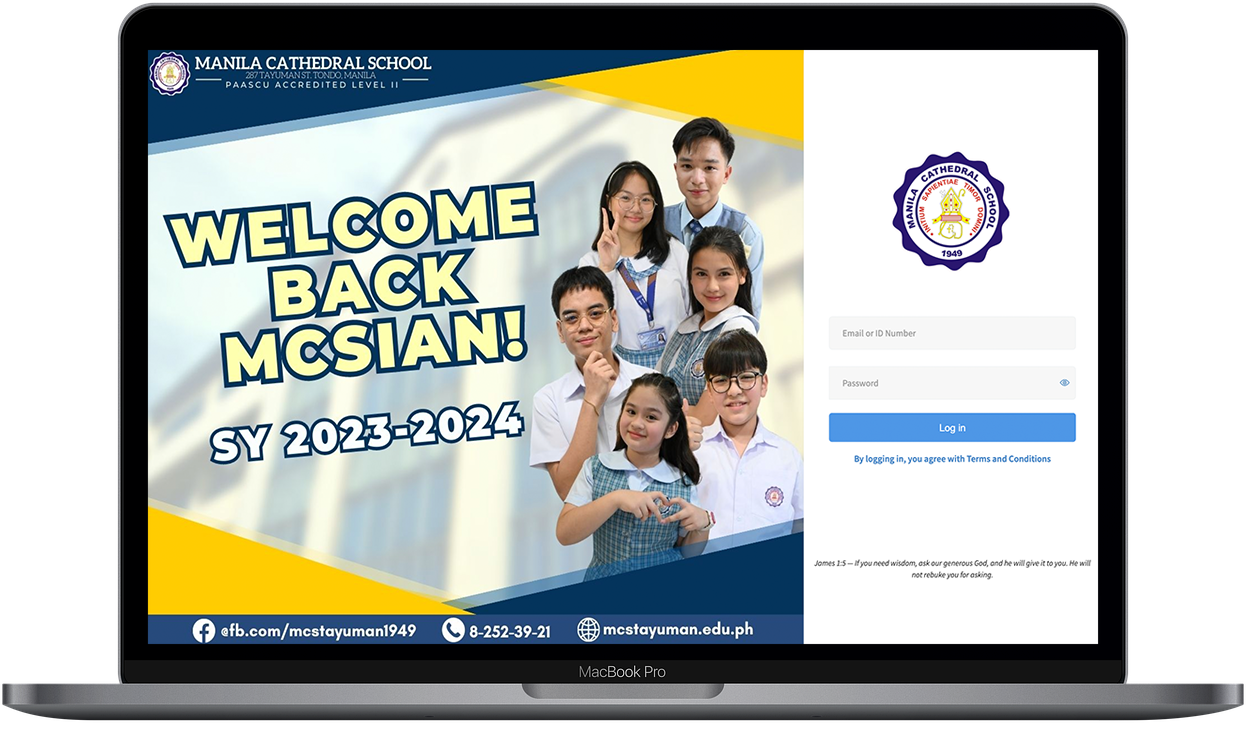 MANILA CATHEDRAL SCHOOL
287 TAYUMAN ST. TONDO, MANILA
PAASCU ACCREDITED LEVEL II
WELCOME
BACK
MCSIAN!
SY 2023-2024
@fb.com/mcstayuman1949
8-252-39-21
mcstayuman.edu.ph
MANILA CATHEDRAL SCHOOL
INITIUM SAPIENTIAE TIMOR DOMINI
1949
Email or ID Number
Password
Log in
By logging in, you agree with Terms and Conditions
James 1:5 — If you need wisdom, ask our generous God, and he will give it to you. He will
not rebuke you for asking.
MacBook Pro